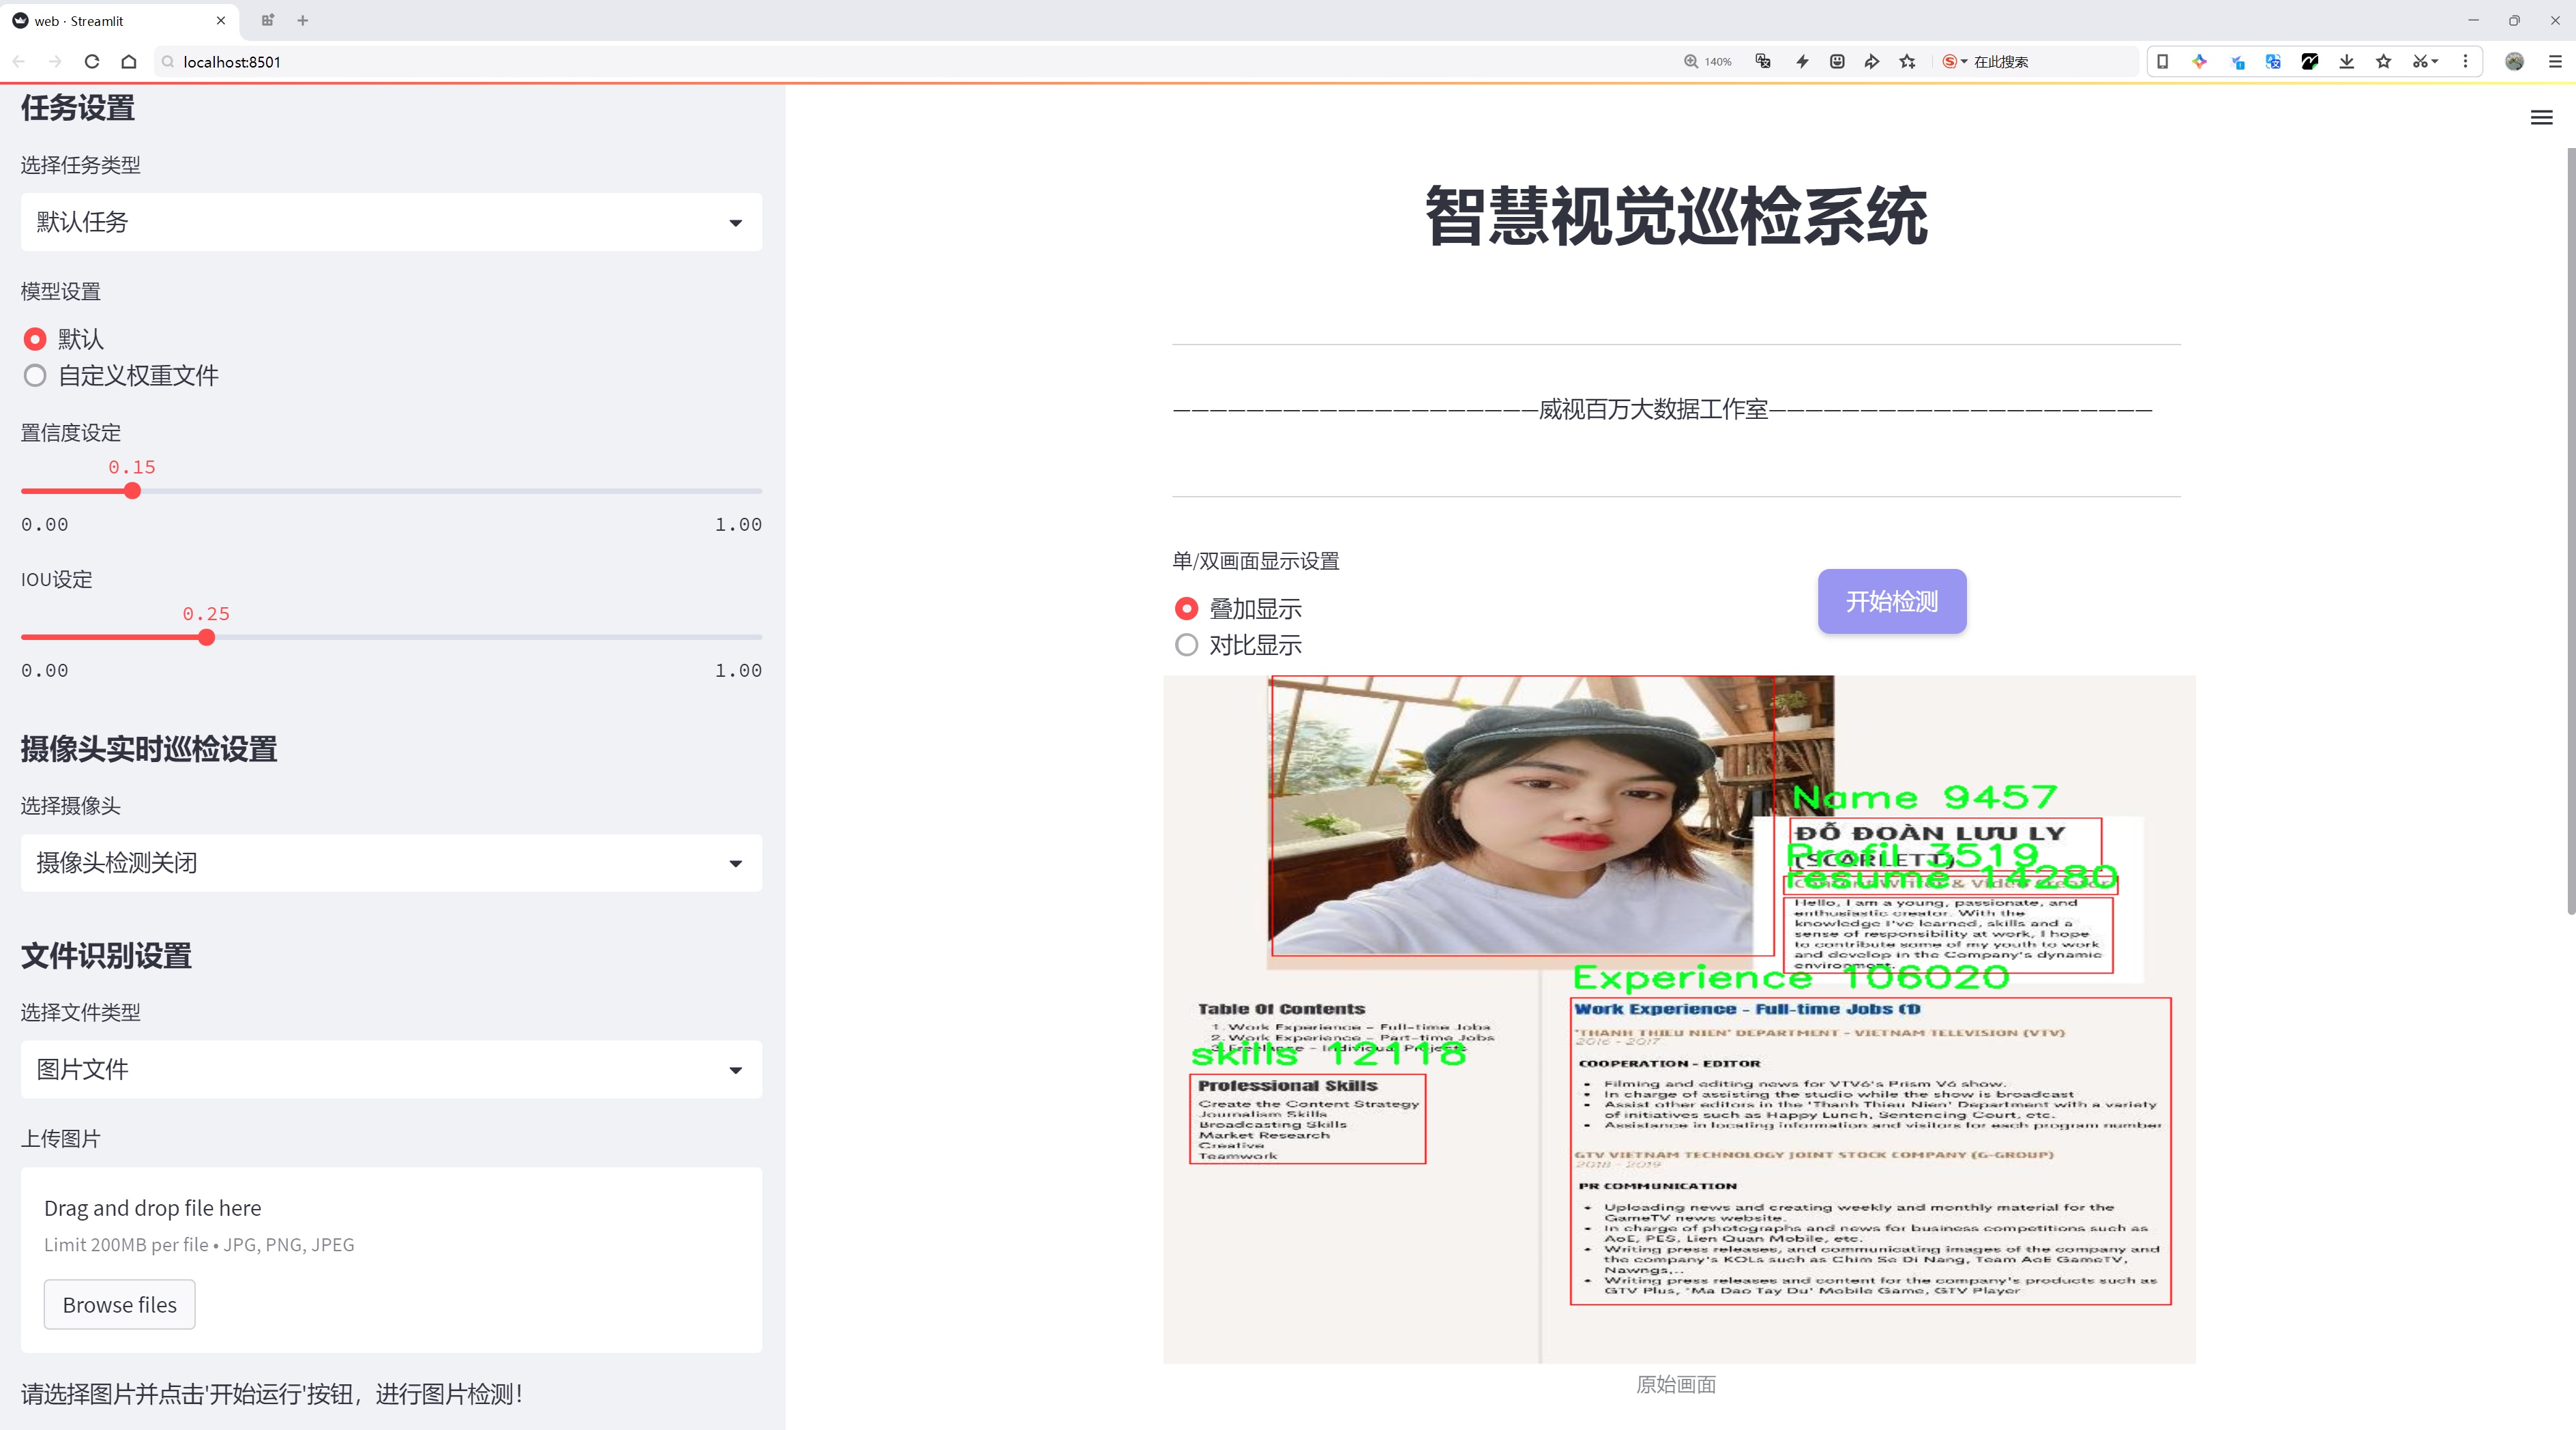 web · Streamlit
localhost:8501
140%
在此搜索
任务设置
选择任务类型
默认任务
模型设置
默认
自定义权重文件
置信度设定
0.15
0.00 1.00
IOU设定
0.25
0.00 1.00
摄像头实时巡检设置
选择摄像头
摄像头检测关闭
文件识别设置
选择文件类型
图片文件
上传图片
Drag and drop file here
Limit 200MB per file • JPG, PNG, JPEG
Browse files
请选择图片并点击'开始运行'按钮，进行图片检测！
智慧视觉巡检系统
————————————————————威视百万大数据工作室—————————————————————
单/双画面显示设置
叠加显示
对比显示
开始检测
Name 9457
ĐỖ ĐOÀN LƯU LY
(SCARLETT)
Profil 3519
resume 14280
Hello, I am a young, passionate, and
enthusiastic creator. With the
knowledge I've learned, skills and a
sense of responsibility at work, I hope
to contribute some of my youth to work
and develop in the Company's dynamic
environment.
Experience 106020
Table Of Contents
1. Work Experience - Full-time Jobs
2. Work Experience - Part-time Jobs
3. Freelance - Individual Projects
skills 12118
Professional Skills
Create the Content Strategy
Journalism Skills
Broadcasting Skills
Market Research
Creative
Teamwork
Work Experience - Full-time Jobs (1)
'THANH THIEU NIEN' DEPARTMENT - VIETNAM TELEVISION (VTV)
2016 - 2017
COOPERATION - EDITOR
• Filming and editing news for VTV6's Prism V6 show.
• In charge of assisting the studio while the show is broadcast
• Assist other editors in the 'Thanh Thieu Nien' Department with a variety
of initiatives such as Happy Lunch, Sentencing Court, etc.
• Assistance in locating information and visitors for each program number
GTV VIETNAM TECHNOLOGY JOINT STOCK COMPANY (G-GROUP)
2018 - 2019
PR COMMUNICATION
• Uploading news and creating weekly and monthly material for the
GameTV news website.
• In charge of photographs and news for business competitions such as
AoE, PES, Lien Quan Mobile, etc.
• Writing press releases, and communicating images of the company and
the company's KOLs such as Chim Se Di Nang, Team AoE GameTV,
Nawngs,..
• Writing press releases and content for the company's products such as
GTV Plus, 'Ma Dao Tay Du' Mobile Game, GTV Player
原始画面